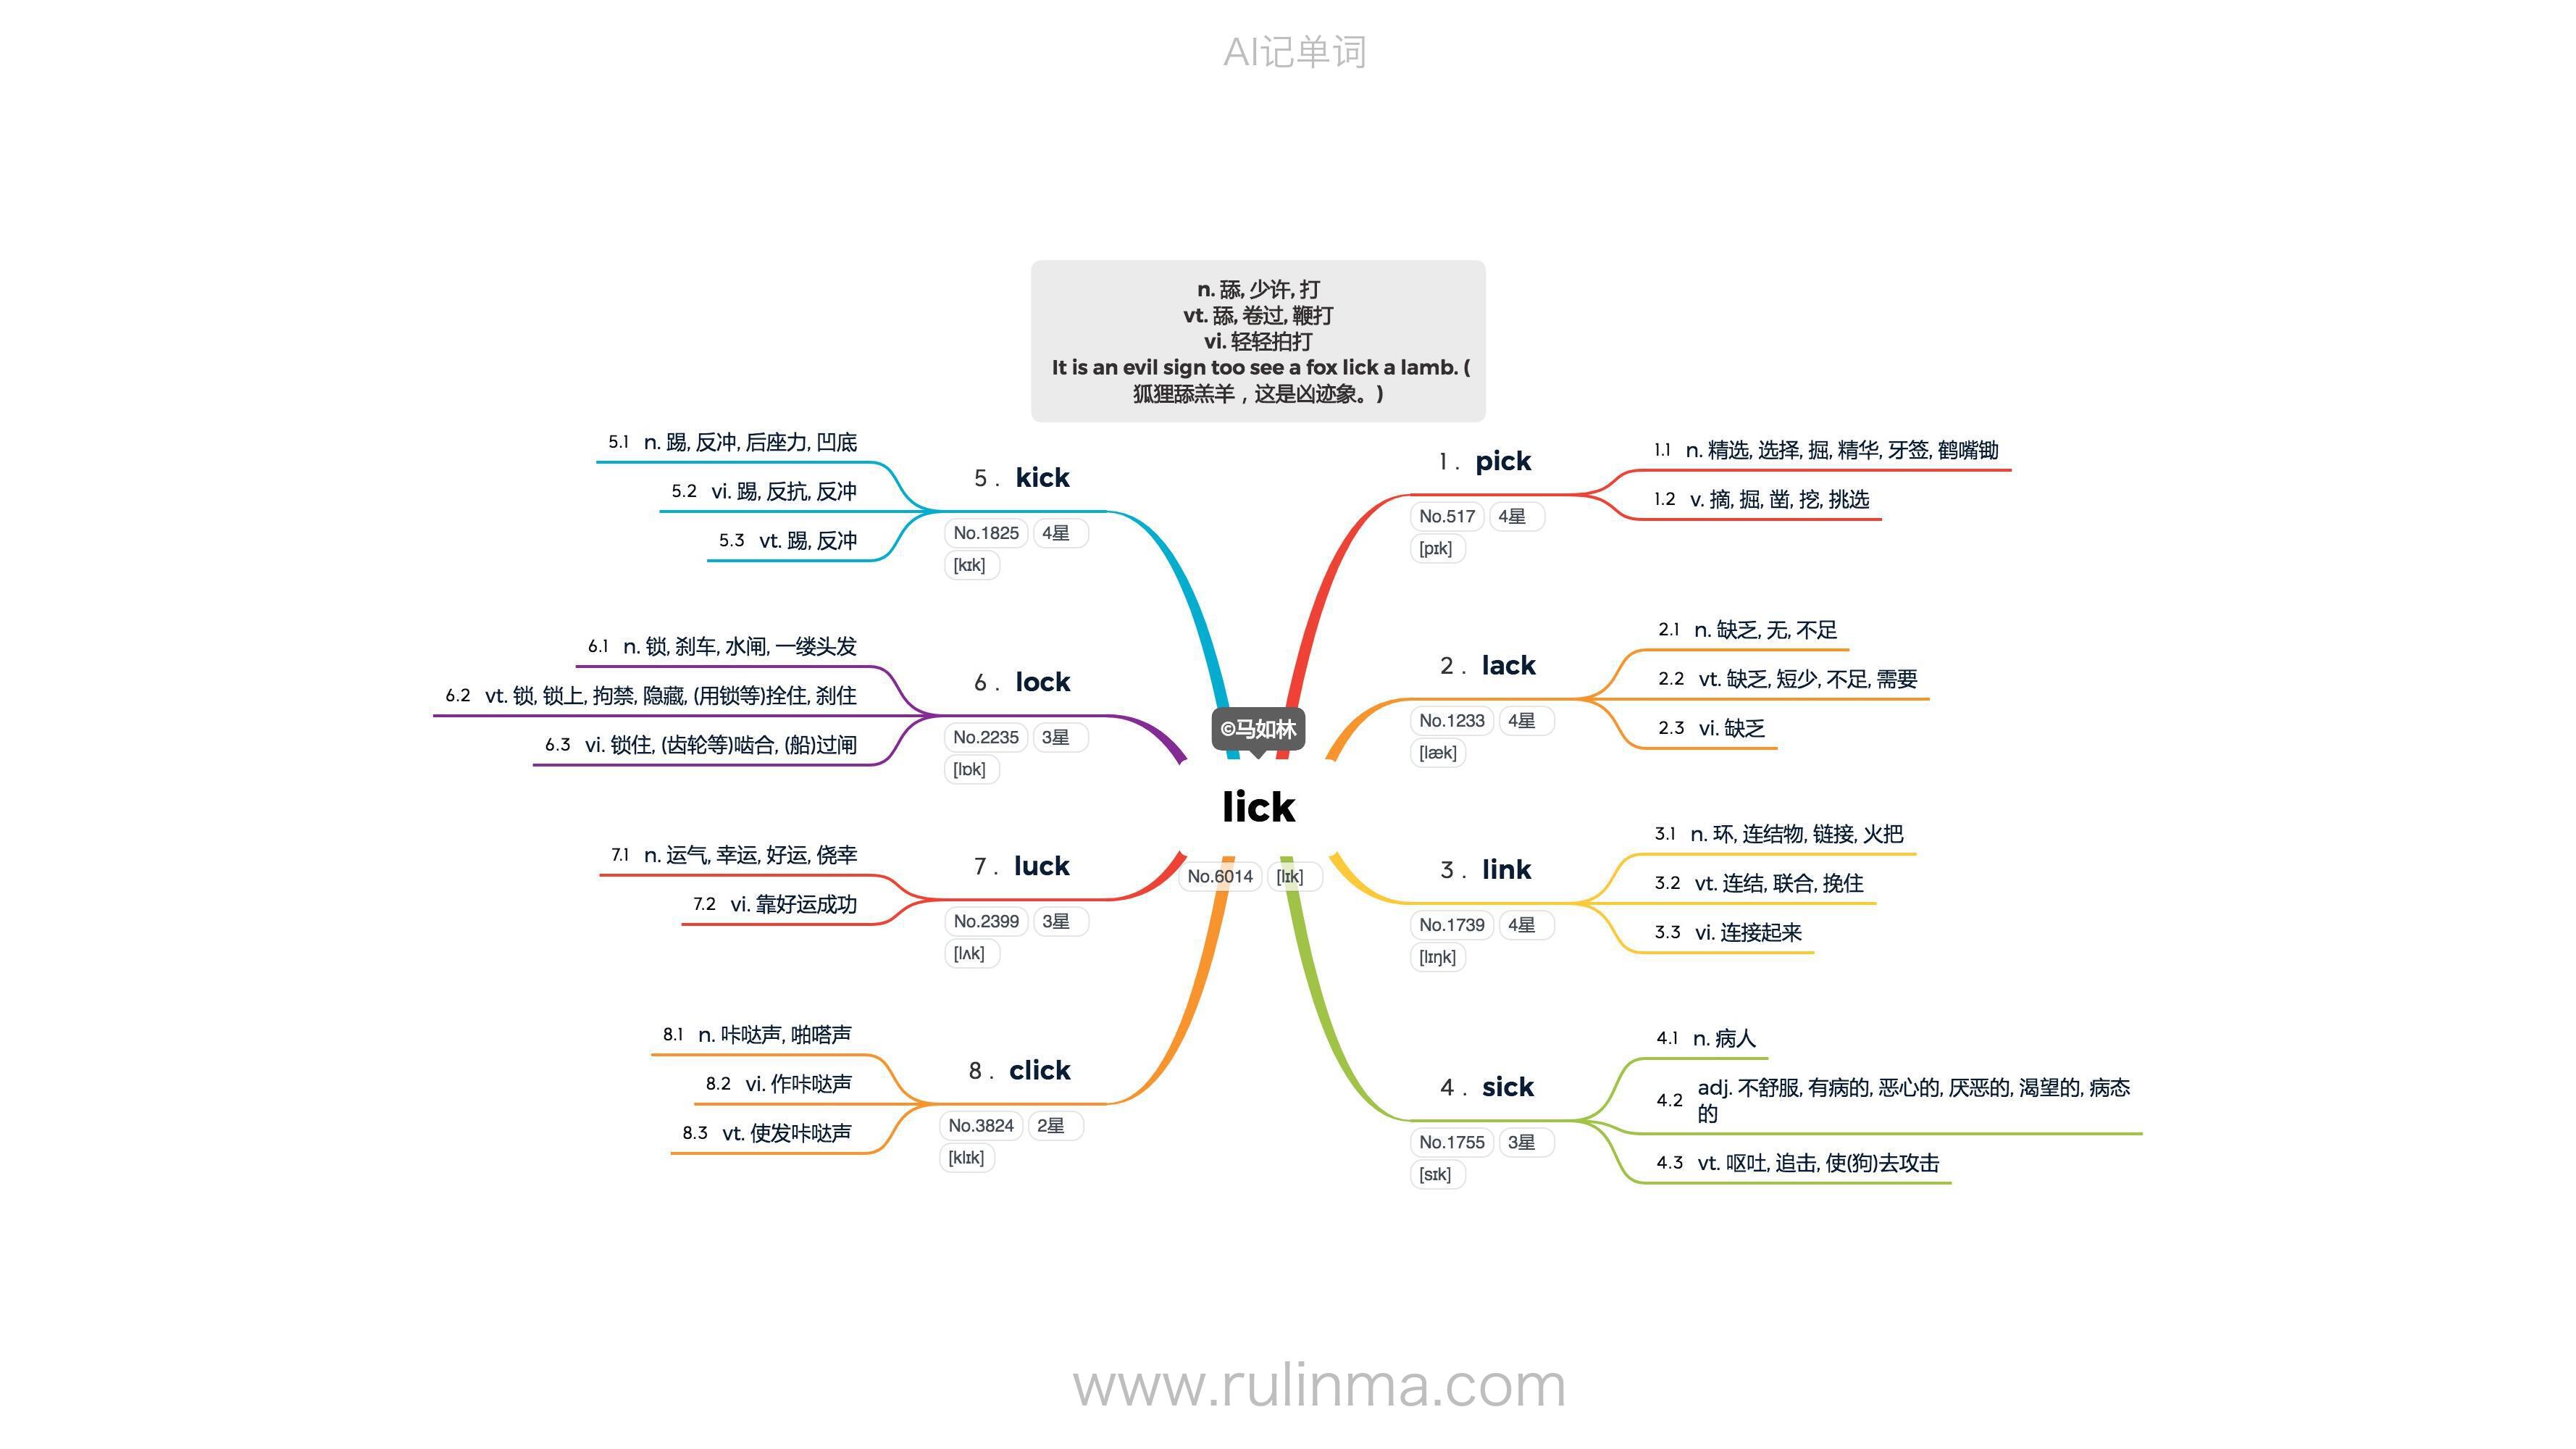 AI记单词
n. 舔, 少许, 打
vt. 舔, 卷过, 鞭打
vi. 轻轻拍打
It is an evil sign too see a fox lick a lamb. (
狐狸舔羔羊，这是凶迹象。)
©马如林
lick
No.6014 [lɪk]
1. pick
No.517 4星
[pɪk]
1.1 n. 精选, 选择, 掘, 精华, 牙签, 鹤嘴锄
1.2 v. 摘, 掘, 凿, 挖, 挑选
2. lack
No.1233 4星
[læk]
2.1 n. 缺乏, 无, 不足
2.2 vt. 缺乏, 短少, 不足, 需要
2.3 vi. 缺乏
3. link
No.1739 4星
[lɪŋk]
3.1 n. 环, 连结物, 链接, 火把
3.2 vt. 连结, 联合, 挽住
3.3 vi. 连接起来
4. sick
No.1755 3星
[sɪk]
4.1 n. 病人
4.2 adj. 不舒服, 有病的, 恶心的, 厌恶的, 渴望的, 病态
的
4.3 vt. 呕吐, 追击, 使(狗)去攻击
5. kick
No.1825 4星
[kɪk]
5.1 n. 踢, 反冲, 后座力, 凹底
5.2 vi. 踢, 反抗, 反冲
5.3 vt. 踢, 反冲
6. lock
No.2235 3星
[lɒk]
6.1 n. 锁, 刹车, 水闸, 一缕头发
6.2 vt. 锁, 锁上, 拘禁, 隐藏, (用锁等)拴住, 刹住
6.3 vi. 锁住, (齿轮等)啮合, (船)过闸
7. luck
No.2399 3星
[lʌk]
7.1 n. 运气, 幸运, 好运, 侥幸
7.2 vi. 靠好运成功
8. click
No.3824 2星
[klɪk]
8.1 n. 咔哒声, 啪嗒声
8.2 vi. 作咔哒声
8.3 vt. 使发咔哒声
www.rulinma.com